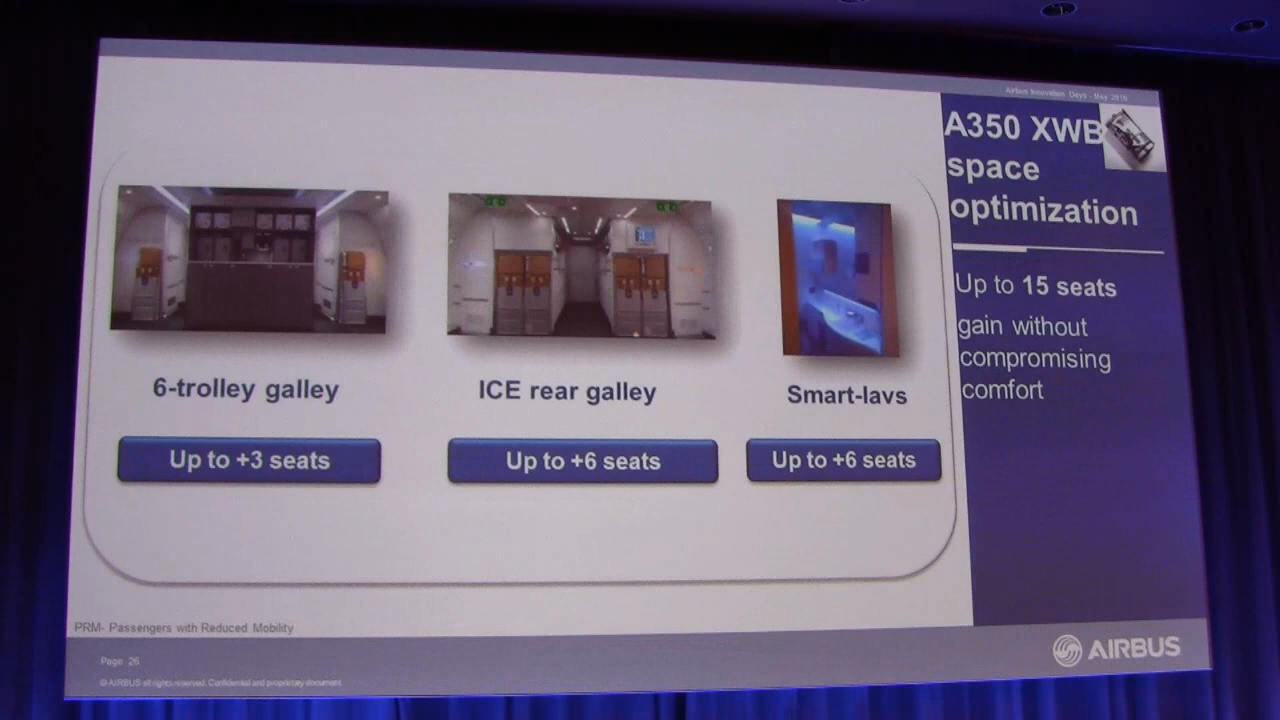 Airbus Innovation Days - May 2016
A350 XWB
space
optimization
Up to 15 seats
gain without
compromising
comfort
6-trolley galley
ICE rear galley
Smart-lavs
Up to +3 seats
Up to +6 seats
Up to +6 seats
PRM- Passengers with Reduced Mobility
Page 26
© AIRBUS all rights reserved. Confidential and proprietary document.
AIRBUS